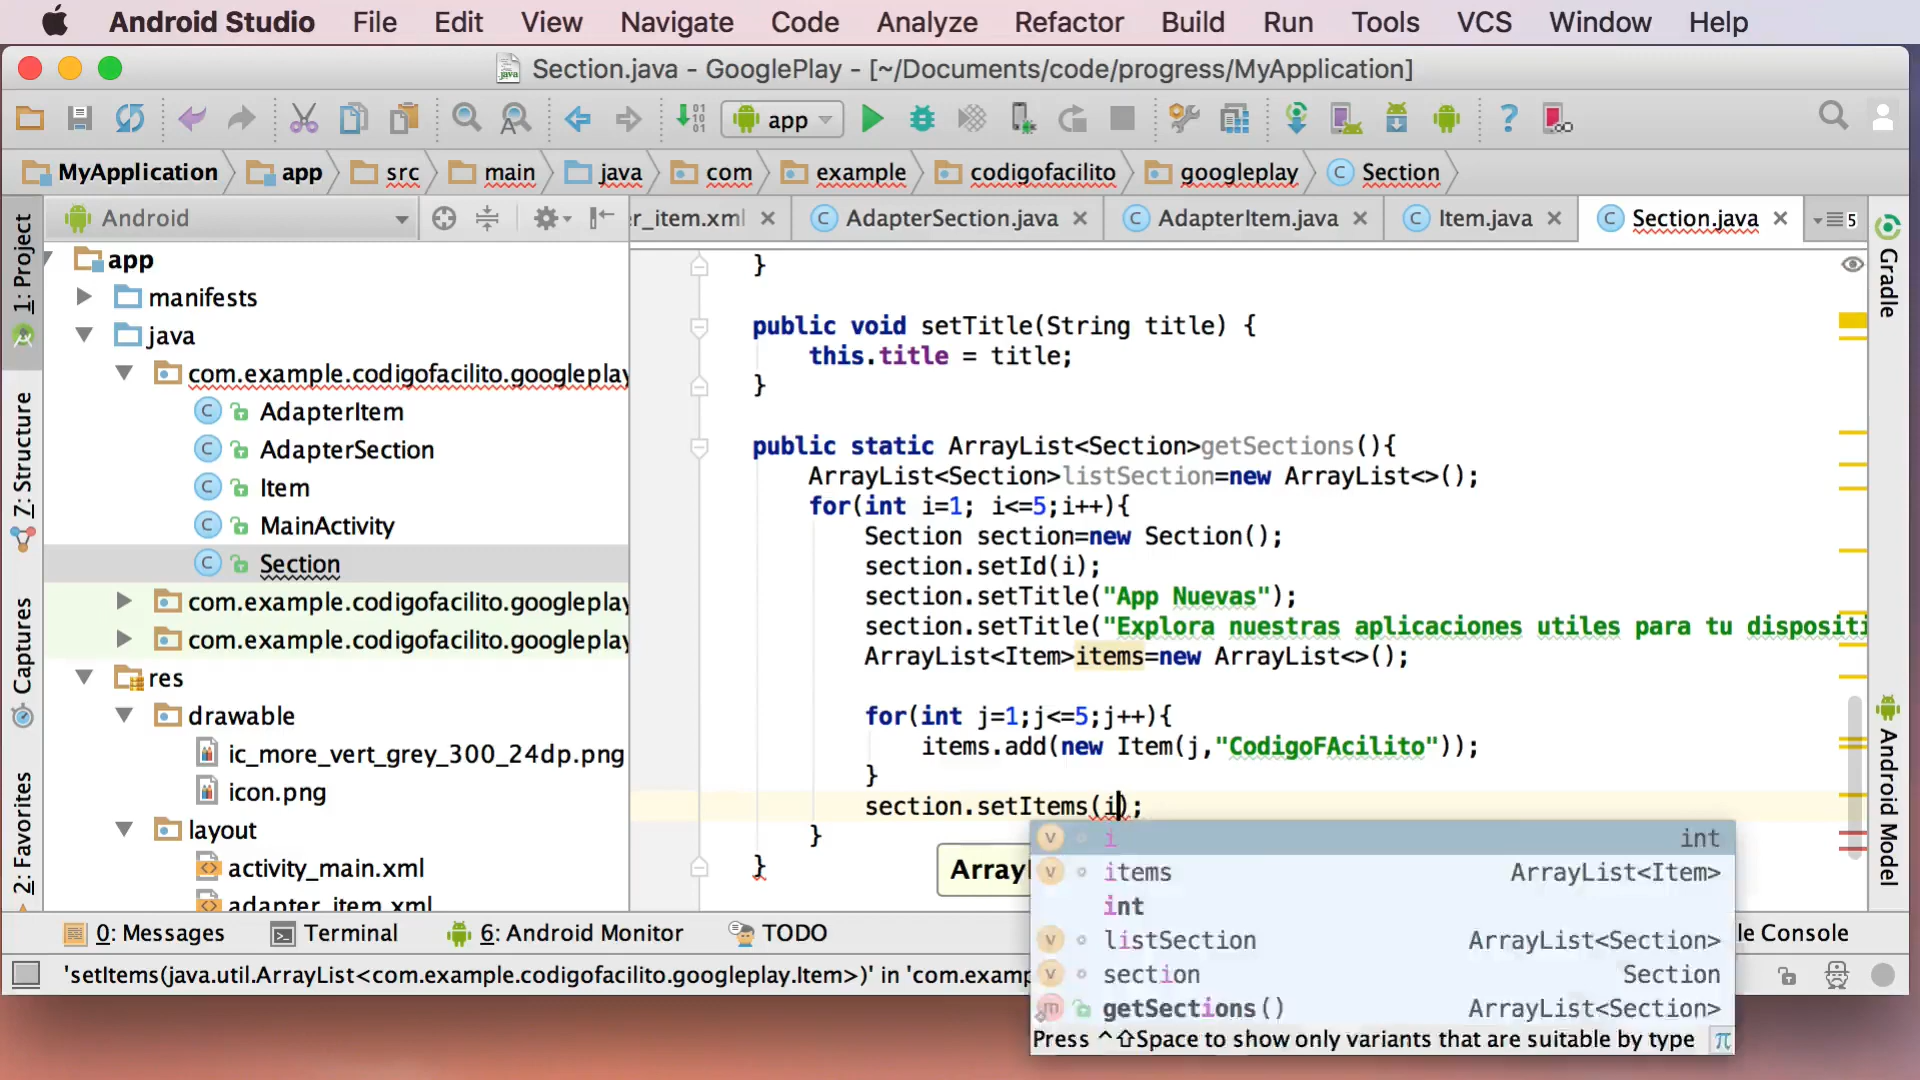 Android Studio File Edit View Navigate Code Analyze Refactor Build Run Tools VCS Window Help
Section.java - GooglePlay - [~/Documents/code/progress/MyApplication]
app
MyApplication app src main java com example codigofacilito googleplay Section
Android
r_item.xml AdapterSection.java AdapterItem.java Item.java Section.java 5
1: Project
7: Structure
Captures
2: Favorites
app
manifests
java
com.example.codigofacilito.googleplay
AdapterItem
AdapterSection
Item
MainActivity
Section
com.example.codigofacilito.googleplay
com.example.codigofacilito.googleplay
res
drawable
ic_more_vert_grey_300_24dp.png
icon.png
layout
activity_main.xml
adapter_item.xml
}
public void setTitle(String title) {
this.title = title;
}
public static ArrayList<Section>getSections(){
ArrayList<Section>listSection=new ArrayList<>();
for(int i=1; i<=5;i++){
Section section=new Section();
section.setId(i);
section.setTitle("App Nuevas");
section.setTitle("Explora nuestras aplicaciones utiles para tu dispositi
ArrayList<Item>items=new ArrayList<>();
for(int j=1;j<=5;j++){
items.add(new Item(j,"CodigoFAcilito"));
}
section.setItems(i);
}
}
Array
i int
items ArrayList<Item>
int
listSection ArrayList<Section>
section Section
getSections() ArrayList<Section>
Press ^⇧Space to show only variants that are suitable by type π
Gradle
Android Model
0: Messages Terminal 6: Android Monitor TODO le Console
'setItems(java.util.ArrayList<com.example.codigofacilito.googleplay.Item>)' in 'com.examp